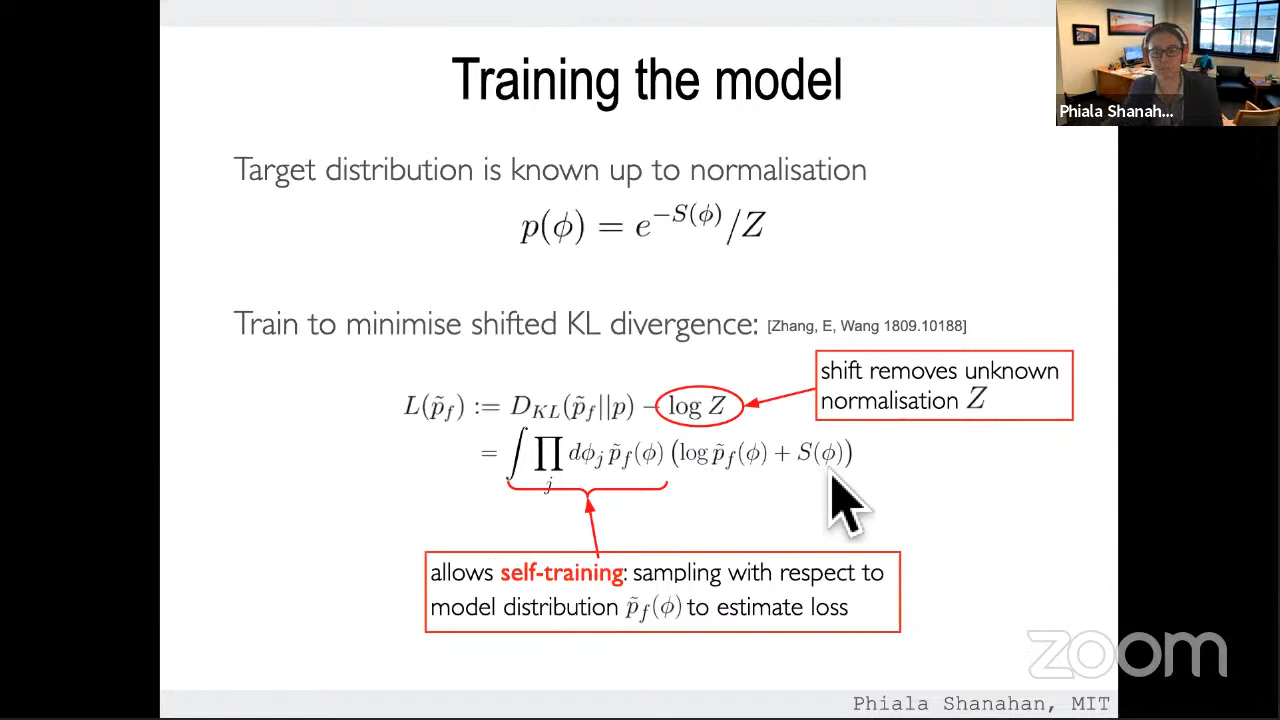 Training the model
Phiala Shanah...
Target distribution is known up to normalisation
p(ϕ) = e^{-S(ϕ)}/Z
Train to minimise shifted KL divergence: [Zhang, E, Wang 1809.10188]
shift removes unknown
normalisation Z
L(p̃_f) := D_{KL}(p̃_f||p) − log Z
= ∫ ∏_j dϕ_j p̃_f(ϕ) (log p̃_f(ϕ) + S(ϕ))
allows self-training: sampling with respect to
model distribution p̃_f(ϕ) to estimate loss
zoom
Phiala Shanahan, MIT